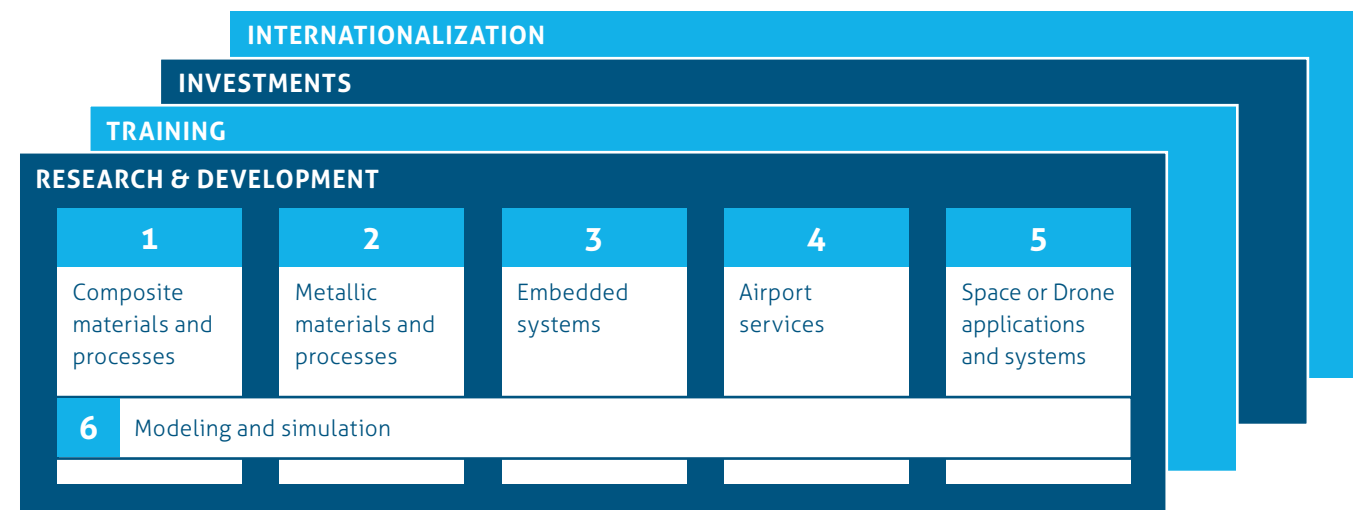 INTERNATIONALIZATION
INVESTMENTS
TRAINING
RESEARCH & DEVELOPMENT
1
Composite
materials and
processes
2
Metallic
materials and
processes
3
Embedded
systems
4
Airport
services
5
Space or Drone
applications
and systems
6 Modeling and simulation